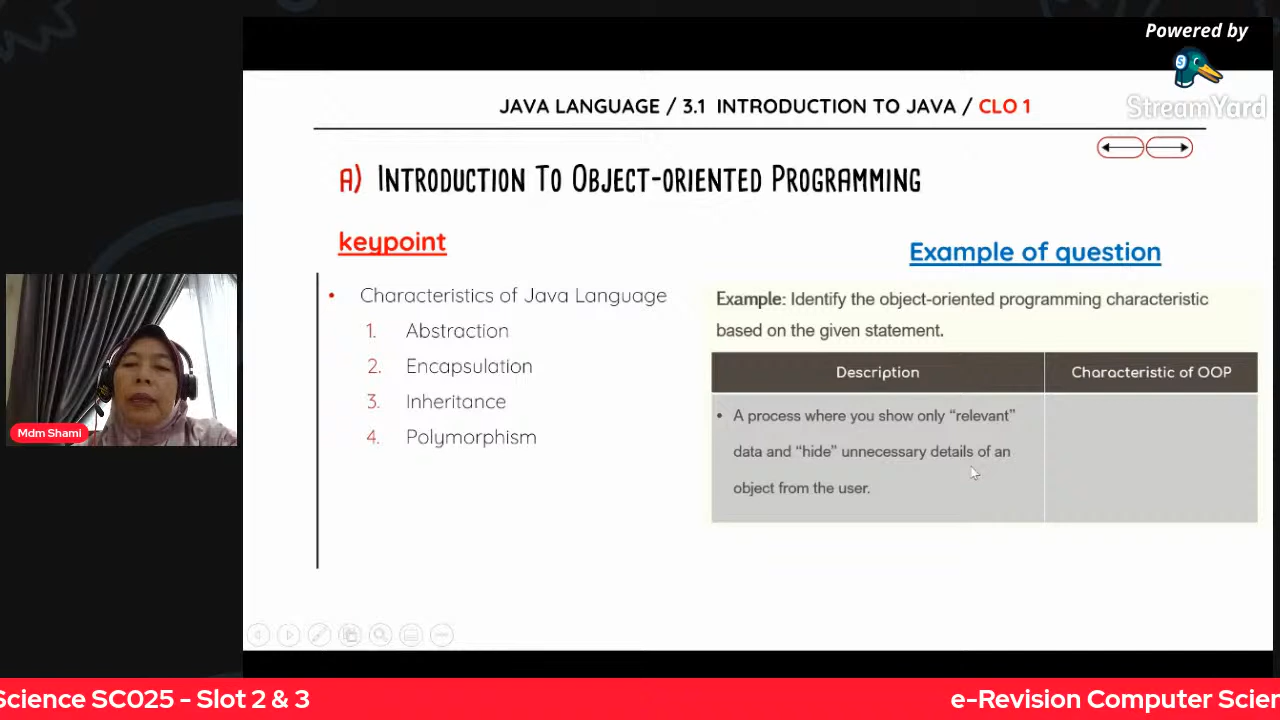 Powered by
StreamYard
JAVA LANGUAGE / 3.1 INTRODUCTION TO JAVA / CLO 1
A) INTRODUCTION TO OBJECT-ORIENTED PROGRAMMING
keypoint
• Characteristics of Java Language
1. Abstraction
2. Encapsulation
3. Inheritance
4. Polymorphism
Example of question
Example: Identify the object-oriented programming characteristic
based on the given statement.
Description
Characteristic of OOP
• A process where you show only “relevant”
data and “hide” unnecessary details of an
object from the user.
Mdm Shami
Science SC025 - Slot 2 & 3
e-Revision Computer Scien